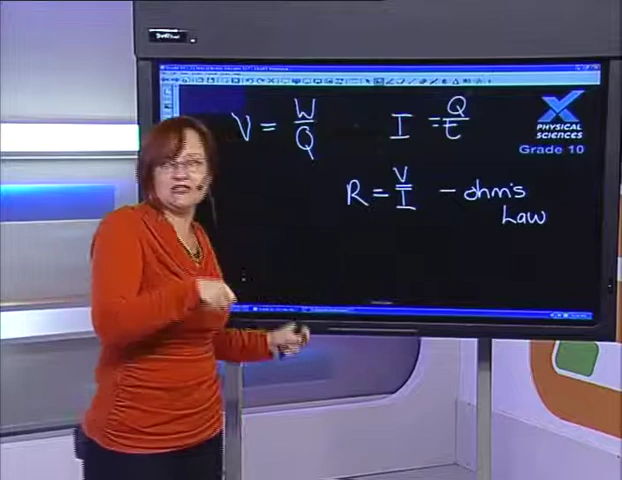 V = W/Q
I = Q/t
PHYSICAL
SCIENCES
Grade 10
R = V/I - ohm's
Law